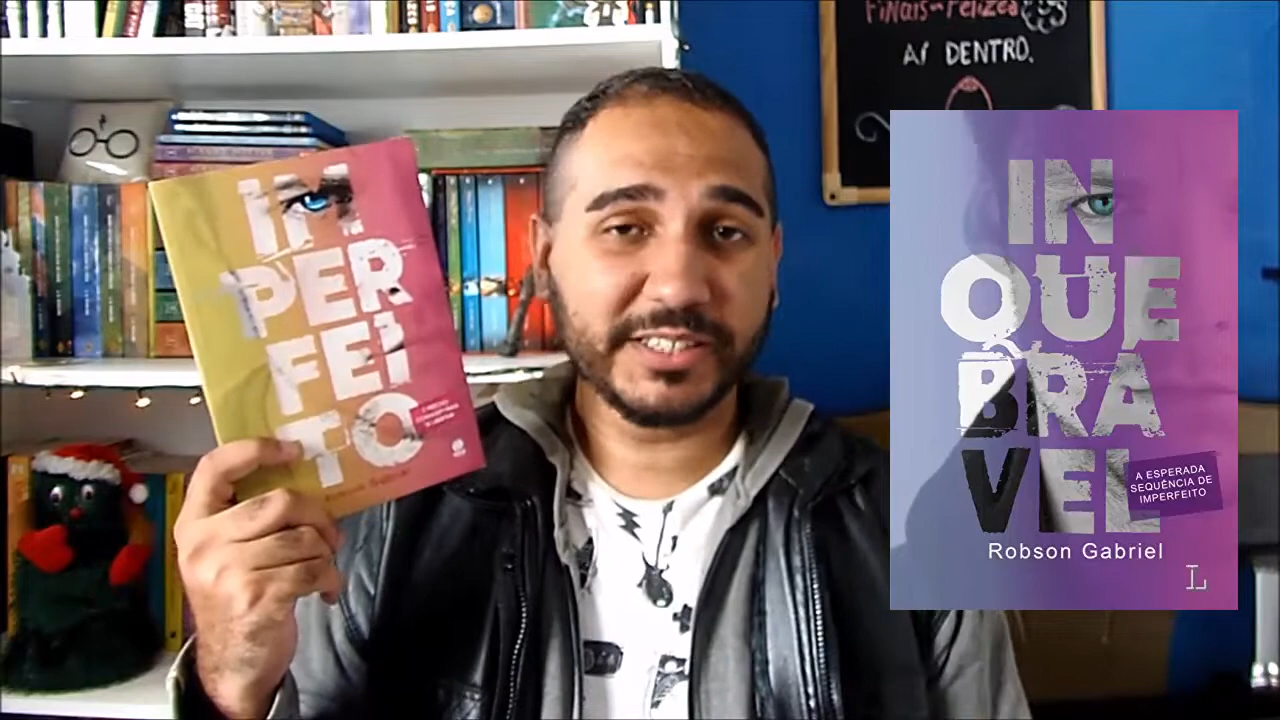 FiNais-Felizes
Aí DENTRO.
IM
PER
FEI
TO
IN
QUE
BRA
VEL
A ESPERADA
SEQUÊNCIA DE
IMPERFEITO
Robson Gabriel